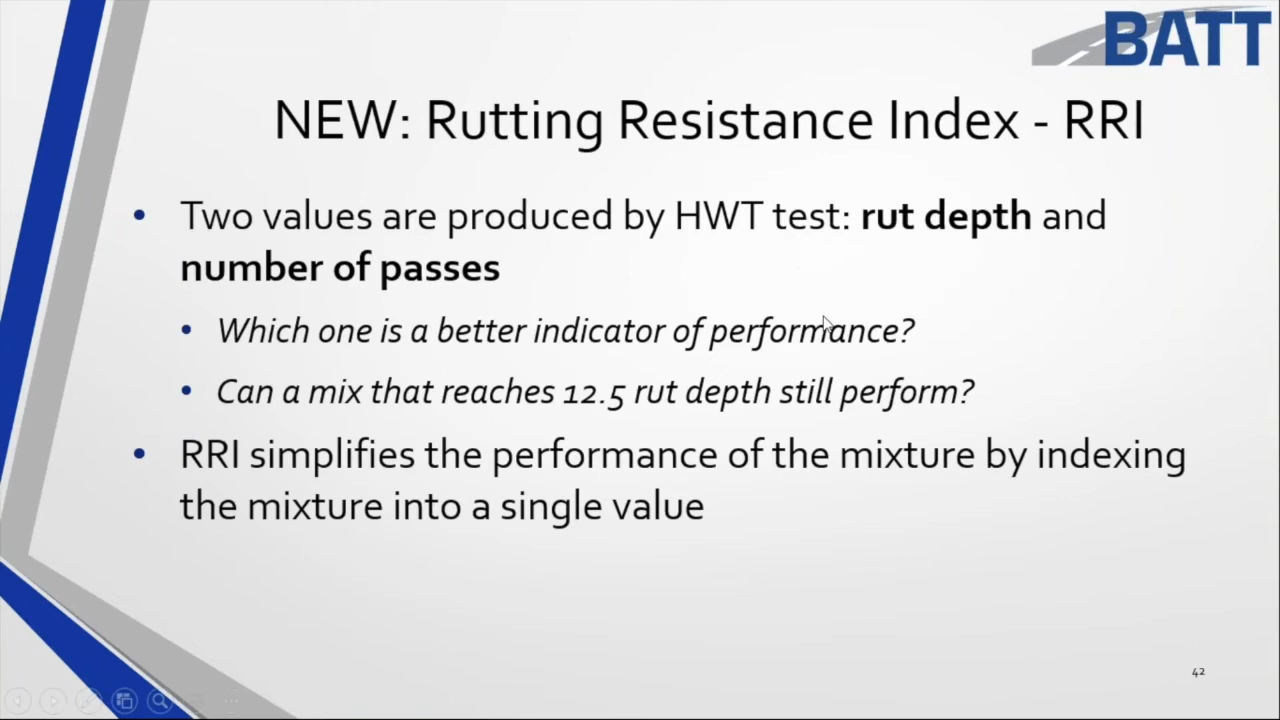 BATT
NEW: Rutting Resistance Index - RRI
• Two values are produced by HWT test: rut depth and
number of passes
• Which one is a better indicator of performance?
• Can a mix that reaches 12.5 rut depth still perform?
• RRI simplifies the performance of the mixture by indexing
the mixture into a single value
42